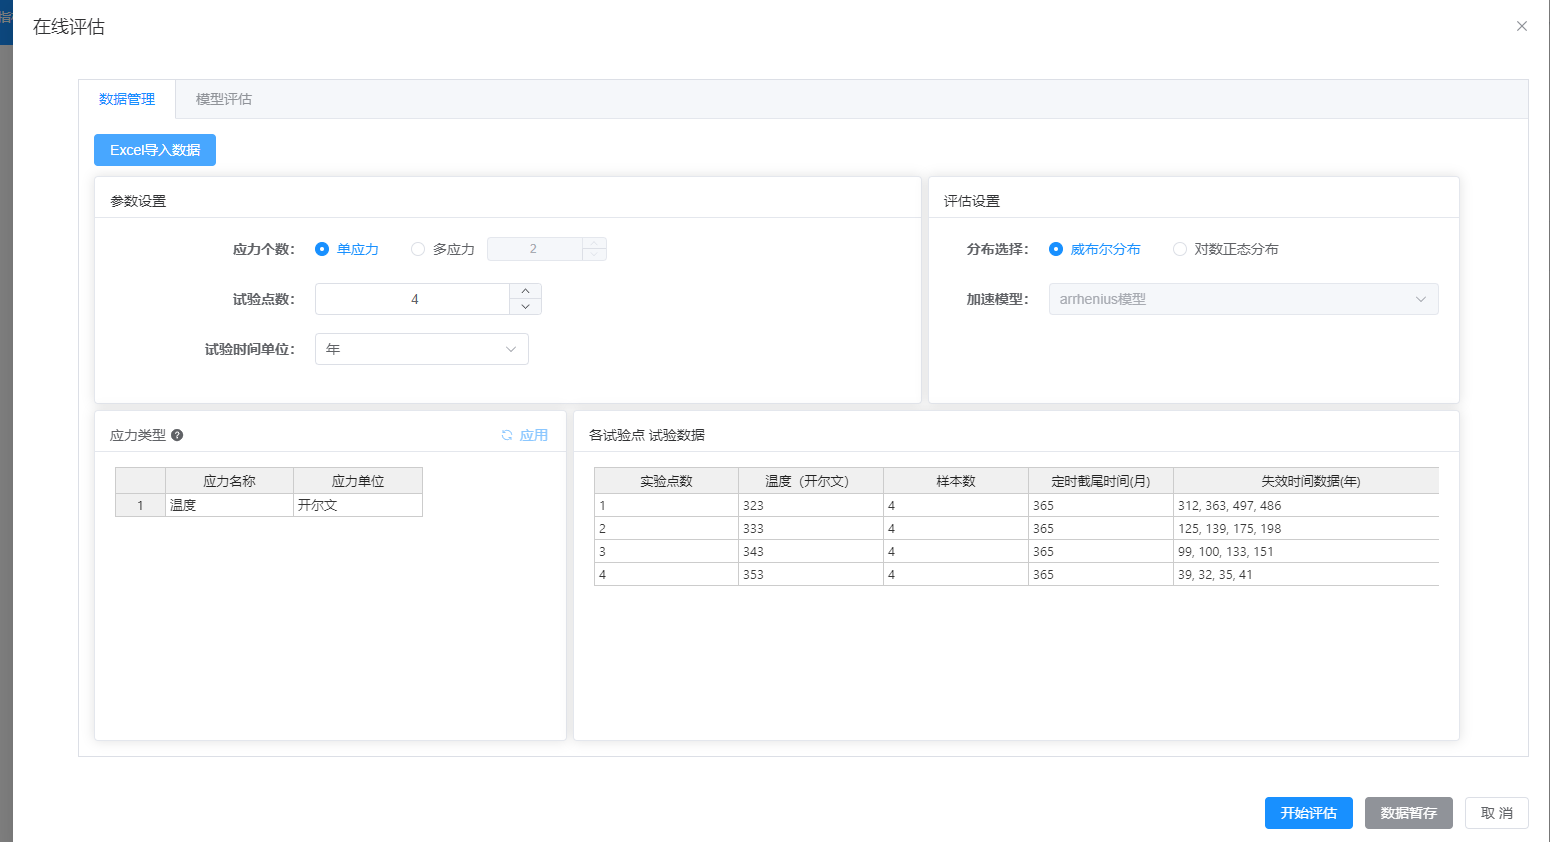 指标
在线评估
数据管理 模型评估
Excel导入数据
参数设置
应力个数: 单应力 多应力 2
试验点数: 4
试验时间单位: 年
评估设置
分布选择: 威布尔分布 对数正态分布
加速模型: arrhenius模型
应力类型 ? 应用
应力名称 应力单位
1 温度 开尔文
各试验点 试验数据
实验点数 温度（开尔文） 样本数 定时截尾时间(月) 失效时间数据(年)
1 323 4 365 312, 363, 497, 486
2 333 4 365 125, 139, 175, 198
3 343 4 365 99, 100, 133, 151
4 353 4 365 39, 32, 35, 41
开始评估 数据暂存 取 消